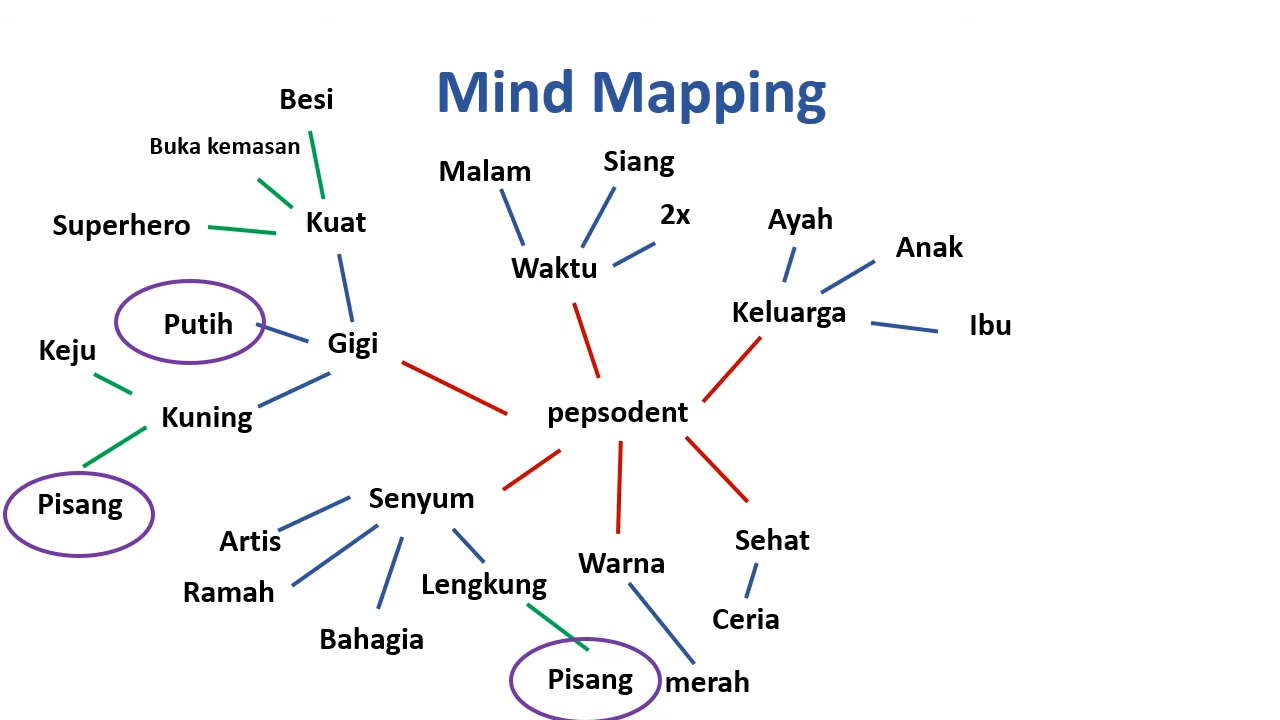 Mind Mapping
Besi
Buka kemasan
Malam
Siang
Superhero
Kuat
2x
Ayah
Anak
Waktu
Keluarga
Ibu
Putih
Gigi
Keju
Kuning
pepsodent
Pisang
Senyum
Artis
Sehat
Warna
Ramah
Lengkung
Ceria
Bahagia
Pisang
merah